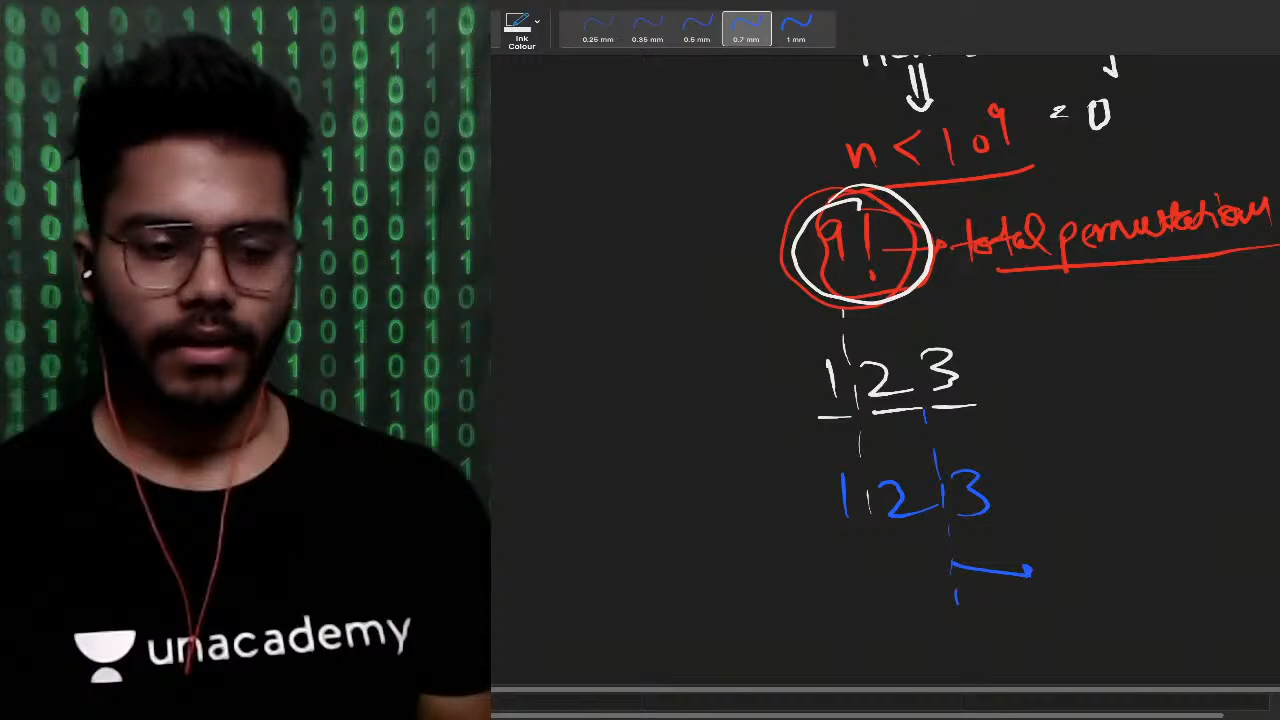 Ink
Colour
0.25 mm
0.35 mm
0.5 mm
0.7 mm
1 mm
= 0
n < 10⁹
9! → total permutations
1 2 3
1 2 3
unacademy